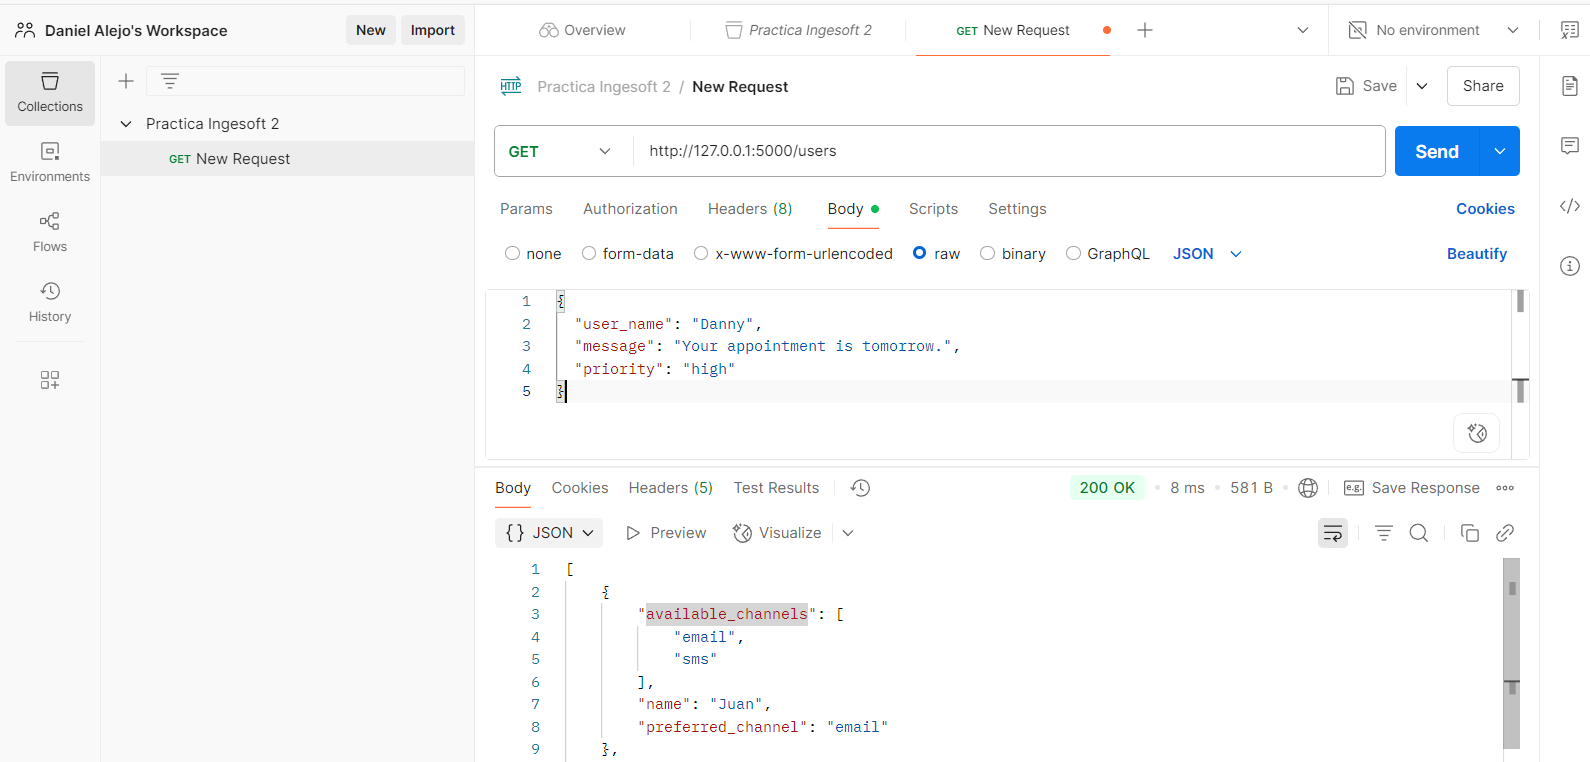 Daniel Alejo's Workspace
New
Import
Overview
Practica Ingesoft 2
GET New Request
No environment
Collections
Environments
Flows
History
Practica Ingesoft 2
GET New Request
HTTP
Practica Ingesoft 2 / New Request
Save
Share
GET
http://127.0.0.1:5000/users
Send
Params
Authorization
Headers (8)
Body
Scripts
Settings
Cookies
none
form-data
x-www-form-urlencoded
raw
binary
GraphQL
JSON
Beautify
1 {
2 "user_name": "Danny",
3 "message": "Your appointment is tomorrow.",
4 "priority": "high"
5 }
Body
Cookies
Headers (5)
Test Results
200 OK
8 ms
581 B
e.g.
Save Response
{} JSON
Preview
Visualize
1 [
2 {
3 "available_channels": [
4 "email",
5 "sms"
6 ],
7 "name": "Juan",
8 "preferred_channel": "email"
9 },